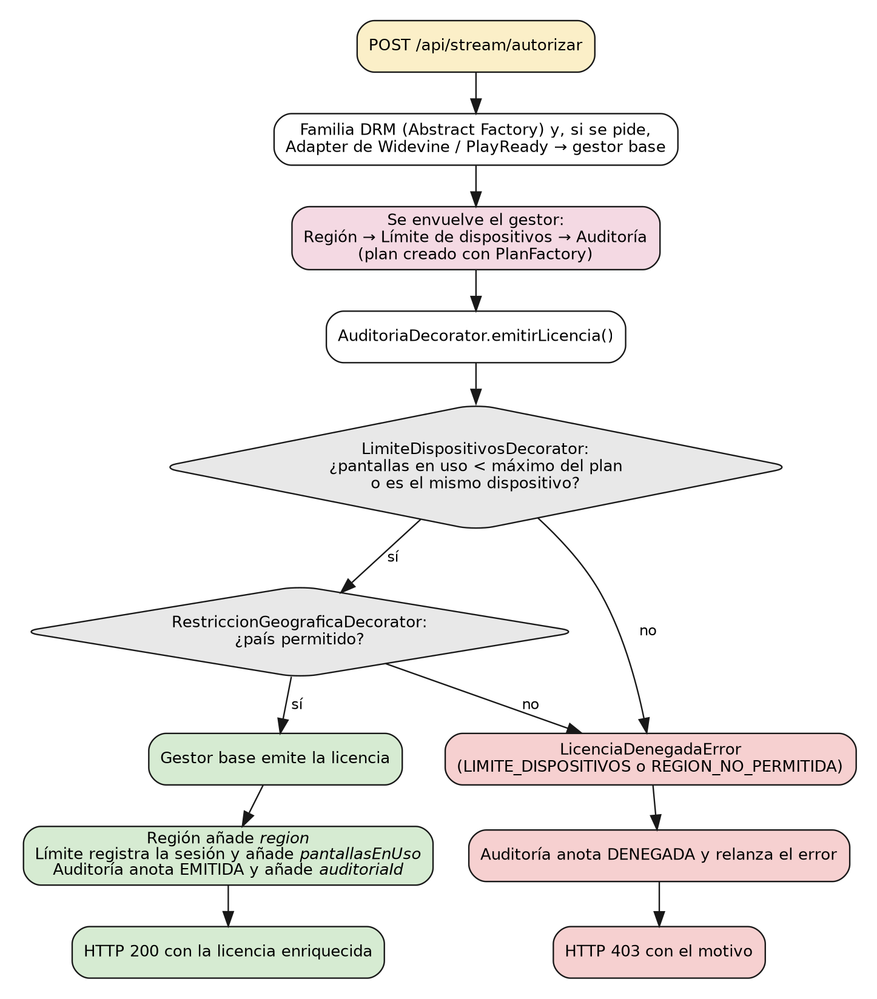 POST /api/stream/autorizar
Familia DRM (Abstract Factory) y, si se pide,
Adapter de Widevine / PlayReady → gestor base
Se envuelve el gestor:
Región → Límite de dispositivos → Auditoría
(plan creado con PlanFactory)
AuditoriaDecorator.emitirLicencia()
LimiteDispositivosDecorator:
¿pantallas en uso < máximo del plan
o es el mismo dispositivo?
sí
no
RestriccionGeograficaDecorator:
¿país permitido?
sí
no
Gestor base emite la licencia
LicenciaDenegadaError
(LIMITE_DISPOSITIVOS o REGION_NO_PERMITIDA)
Región añade region
Límite registra la sesión y añade pantallasEnUso
Auditoría anota EMITIDA y añade auditoriaId
Auditoría anota DENEGADA y relanza el error
HTTP 200 con la licencia enriquecida
HTTP 403 con el motivo